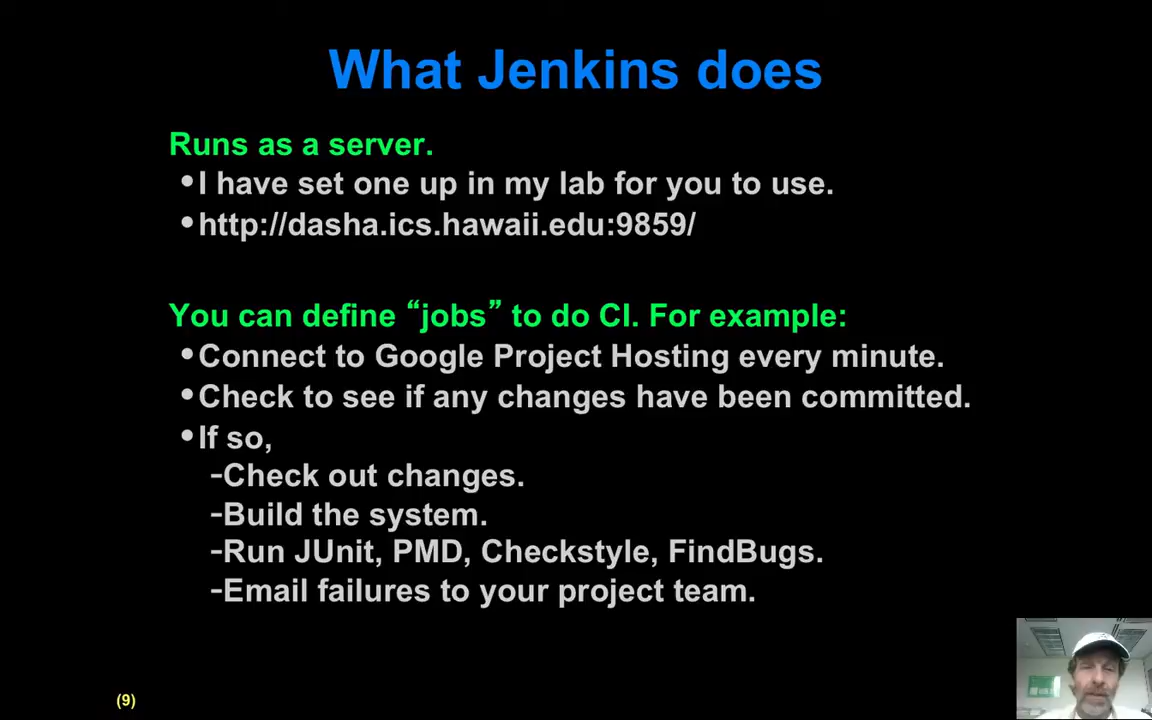 What Jenkins does
Runs as a server.
•I have set one up in my lab for you to use.
•http://dasha.ics.hawaii.edu:9859/
You can define “jobs” to do CI. For example:
•Connect to Google Project Hosting every minute.
•Check to see if any changes have been committed.
•If so,
-Check out changes.
-Build the system.
-Run JUnit, PMD, Checkstyle, FindBugs.
-Email failures to your project team.
(9)